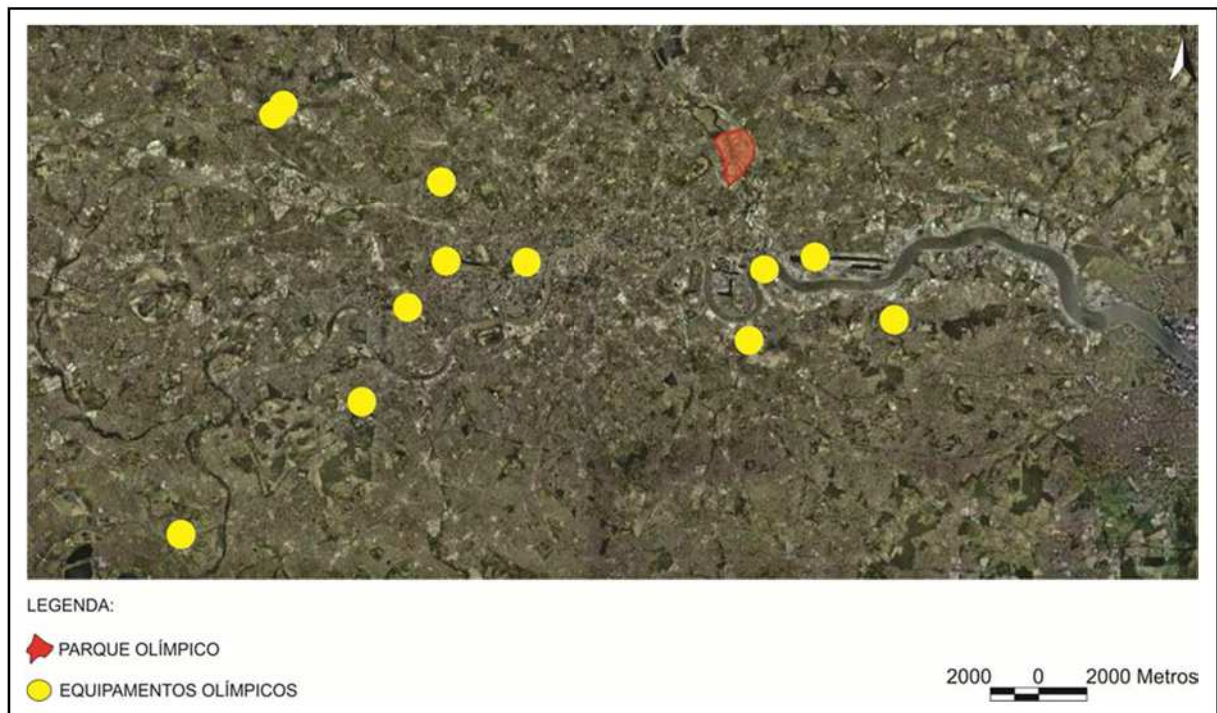 LEGENDA:
PARQUE OLÍMPICO
EQUIPAMENTOS OLÍMPICOS
2000 0 2000 Metros